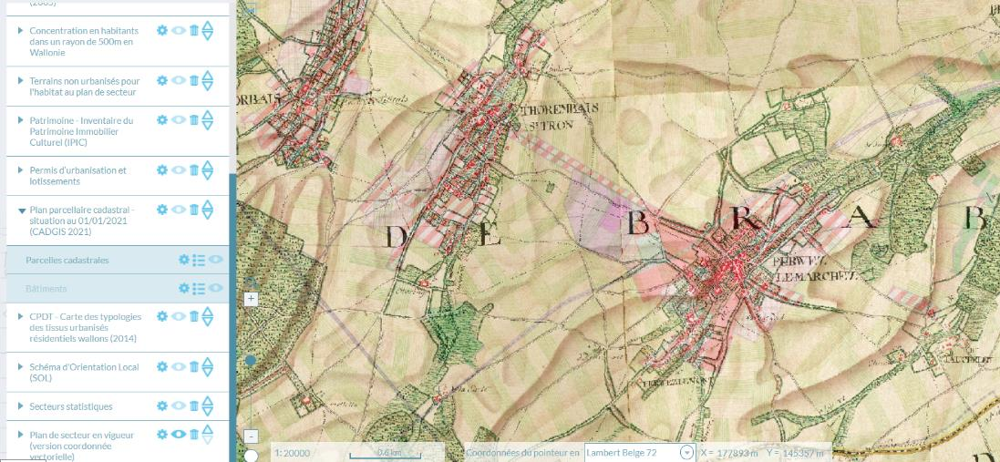 (2005)
Concentration en habitants
dans un rayon de 500m en
Wallonie
Terrains non urbanisés pour
l'habitat au plan de secteur
Patrimoine - Inventaire du
Patrimoine Immobilier
Culturel (IPIC)
Permis d'urbanisation et
lotissements
Plan parcellaire cadastral -
situation au 01/01/2021
(CADGIS 2021)
Parcelles cadastrales
Bâtiments
CPDT - Carte des typologies
des tissus urbanisés
résidentiels wallons (2014)
Schéma d'Orientation Local
(SOL)
Secteurs statistiques
Plan de secteur en vigueur
(version coordonnée
vectorielle)
ORBAIS
THOREMBAIS
S.TTRON
D E B R A B
PERWEZ
LE MARCHEZ
+
-
1: 20000
0.6 km
Coordonnées du pointeur en
Lambert Belge 72
X = 177893 m Y = 145357 m